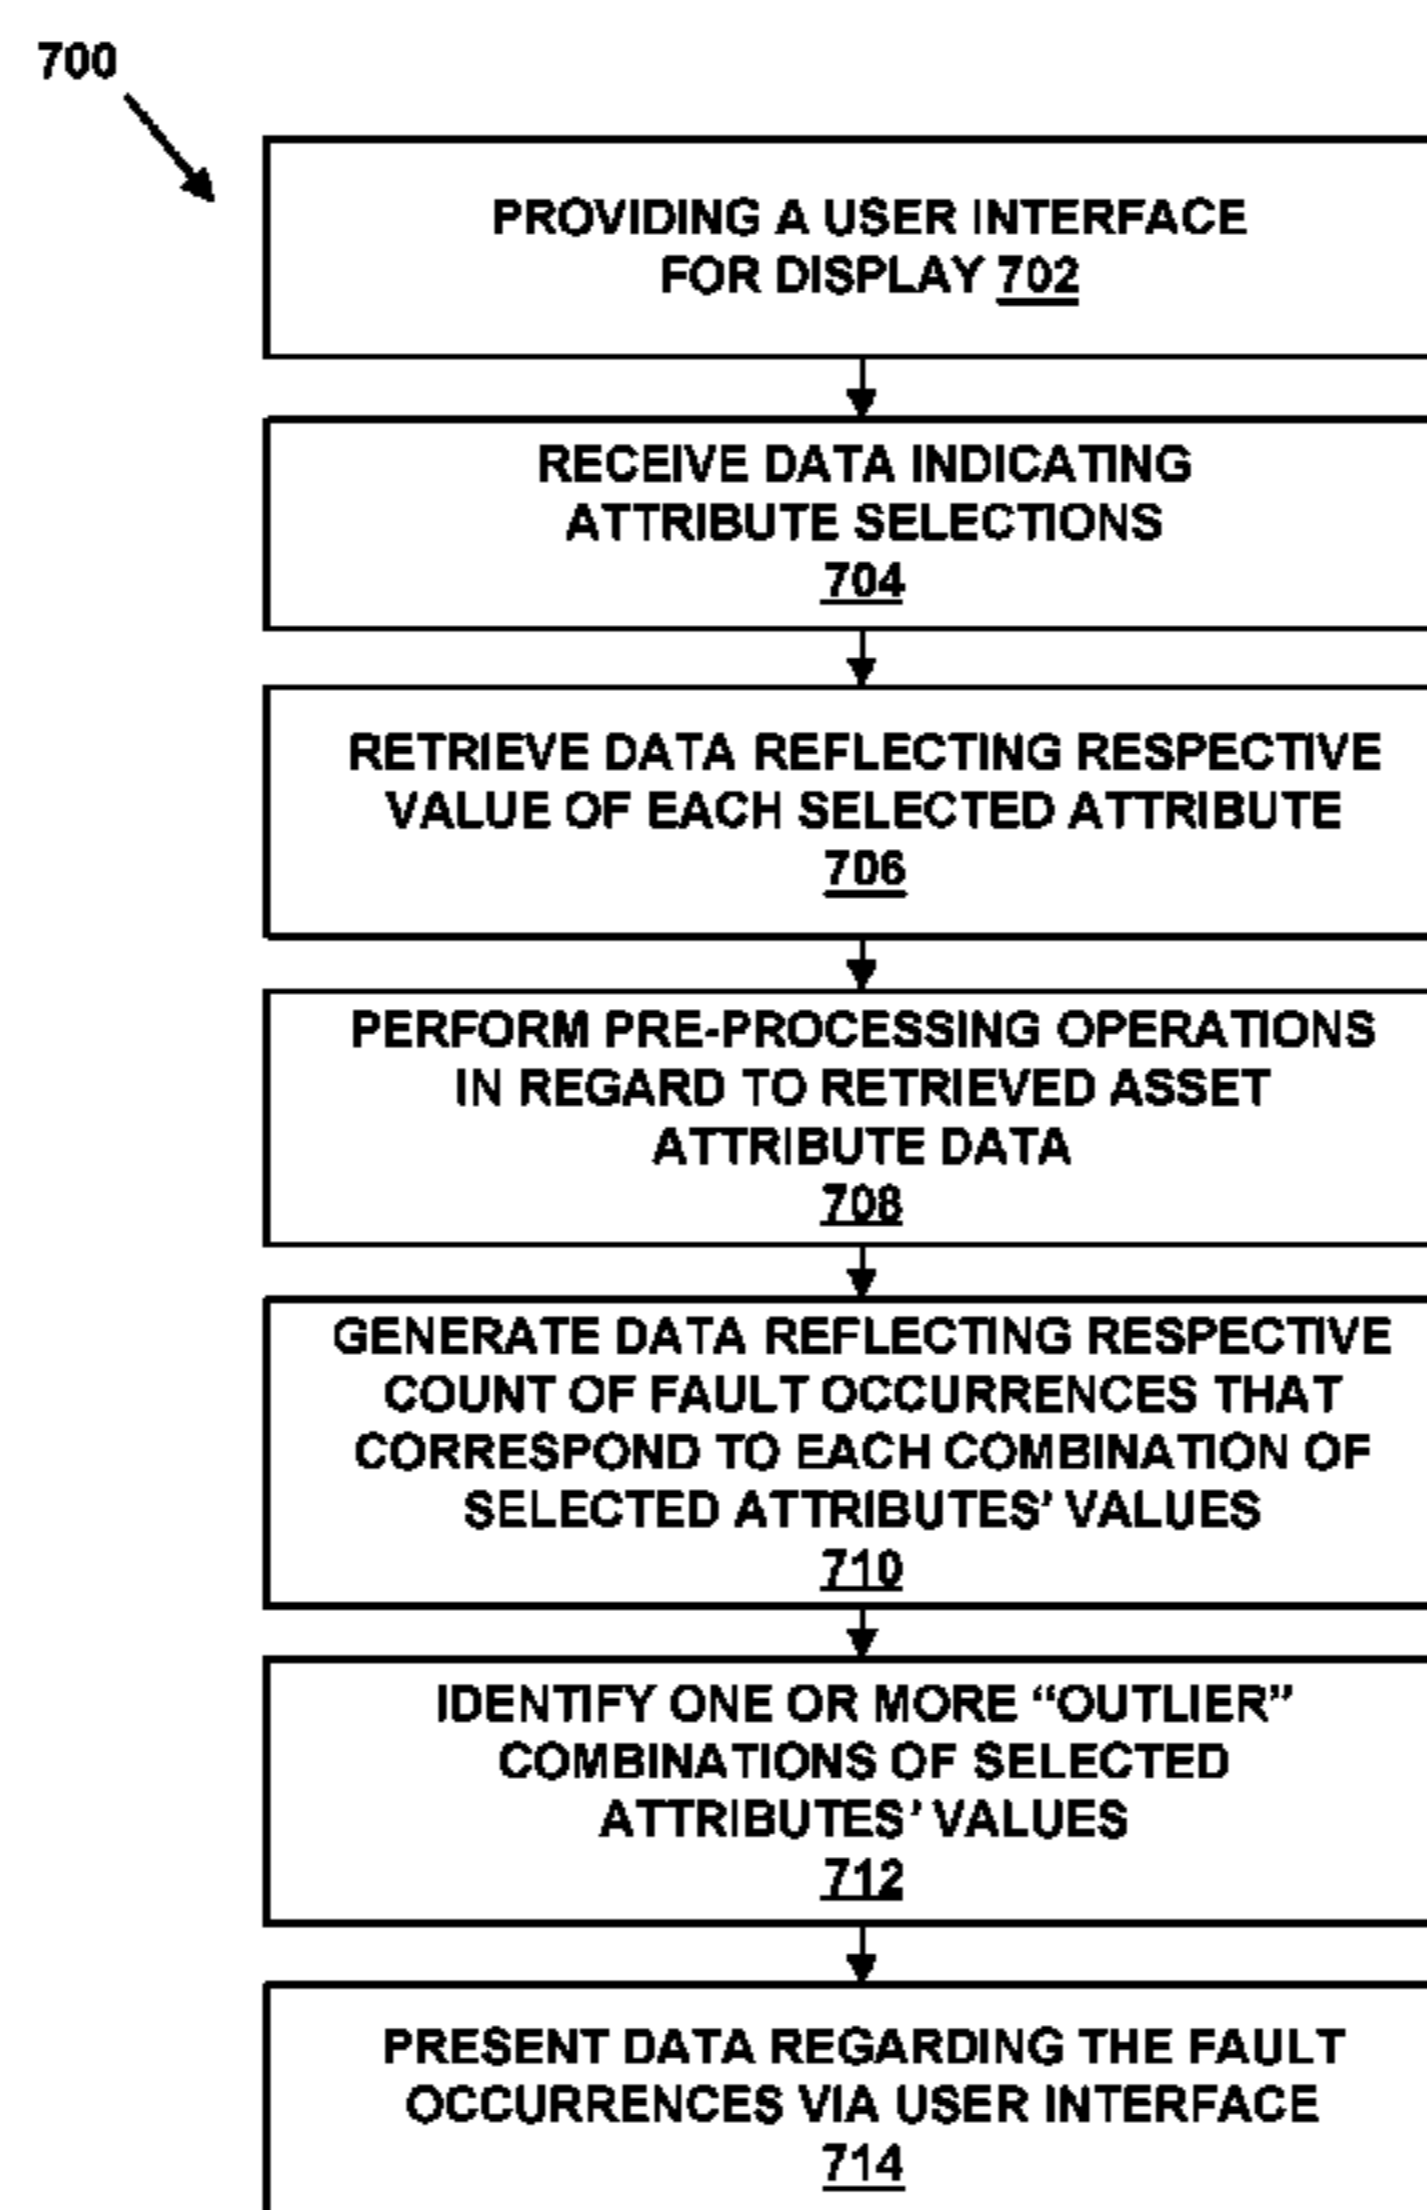 700
PROVIDING A USER INTERFACE
FOR DISPLAY 702
RECEIVE DATA INDICATING
ATTRIBUTE SELECTIONS
704
RETRIEVE DATA REFLECTING RESPECTIVE
VALUE OF EACH SELECTED ATTRIBUTE
706
PERFORM PRE-PROCESSING OPERATIONS
IN REGARD TO RETRIEVED ASSET
ATTRIBUTE DATA
708
GENERATE DATA REFLECTING RESPECTIVE
COUNT OF FAULT OCCURRENCES THAT
CORRESPOND TO EACH COMBINATION OF
SELECTED ATTRIBUTES’ VALUES
710
IDENTIFY ONE OR MORE “OUTLIER”
COMBINATIONS OF SELECTED
ATTRIBUTES’ VALUES
712
PRESENT DATA REGARDING THE FAULT
OCCURRENCES VIA USER INTERFACE
714